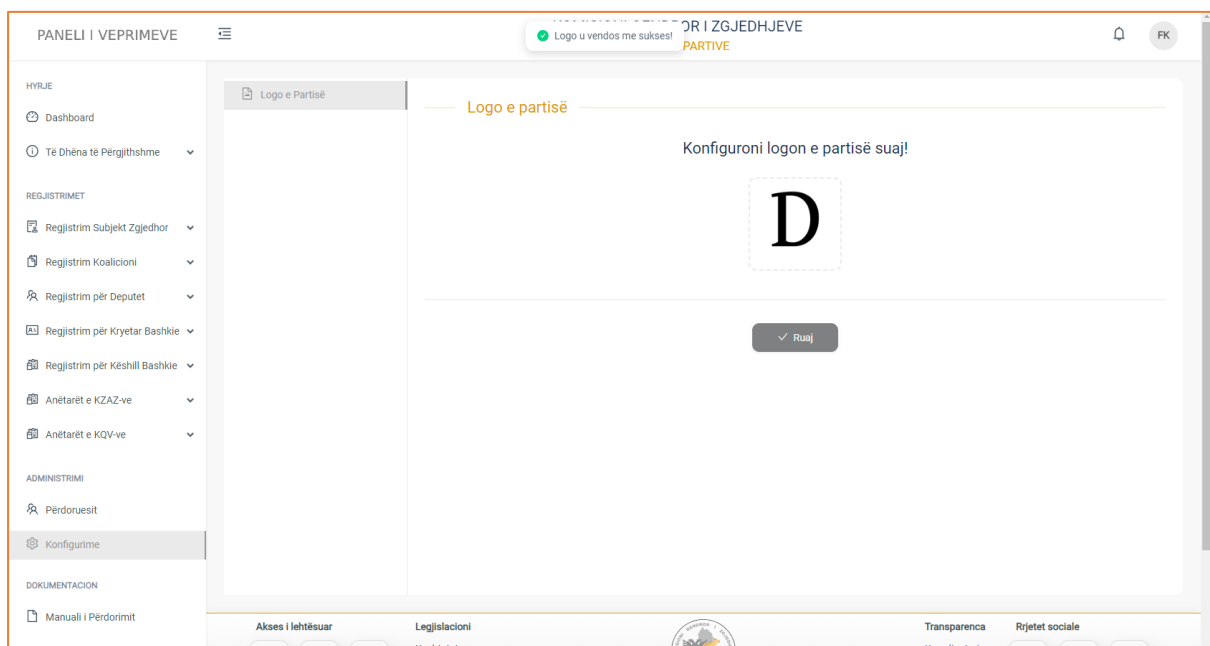 PANELI I VEPRIMEVE
Logo u vendos me sukses!
OR I ZGJEDHJEVE
PARTIVE
FK
HYRJE
Dashboard
Të Dhëna të Përgjithshme
REGJISTRIMET
Regjistrim Subjekt Zgjedhor
Regjistrim Koalicioni
Regjistrim për Deputet
Regjistrim për Kryetar Bashkie
Regjistrim për Këshill Bashkie
Anëtarët e KZAZ-ve
Anëtarët e KQV-ve
ADMINISTRIMI
Përdoruesit
Konfigurime
DOKUMENTACION
Manuali i Përdorimit
Logo e Partisë
Logo e partisë
Konfiguroni logon e partisë suaj!
D
Ruaj
Akses i lehtësuar
Legjislacioni
Transparenca
Rrjetet sociale